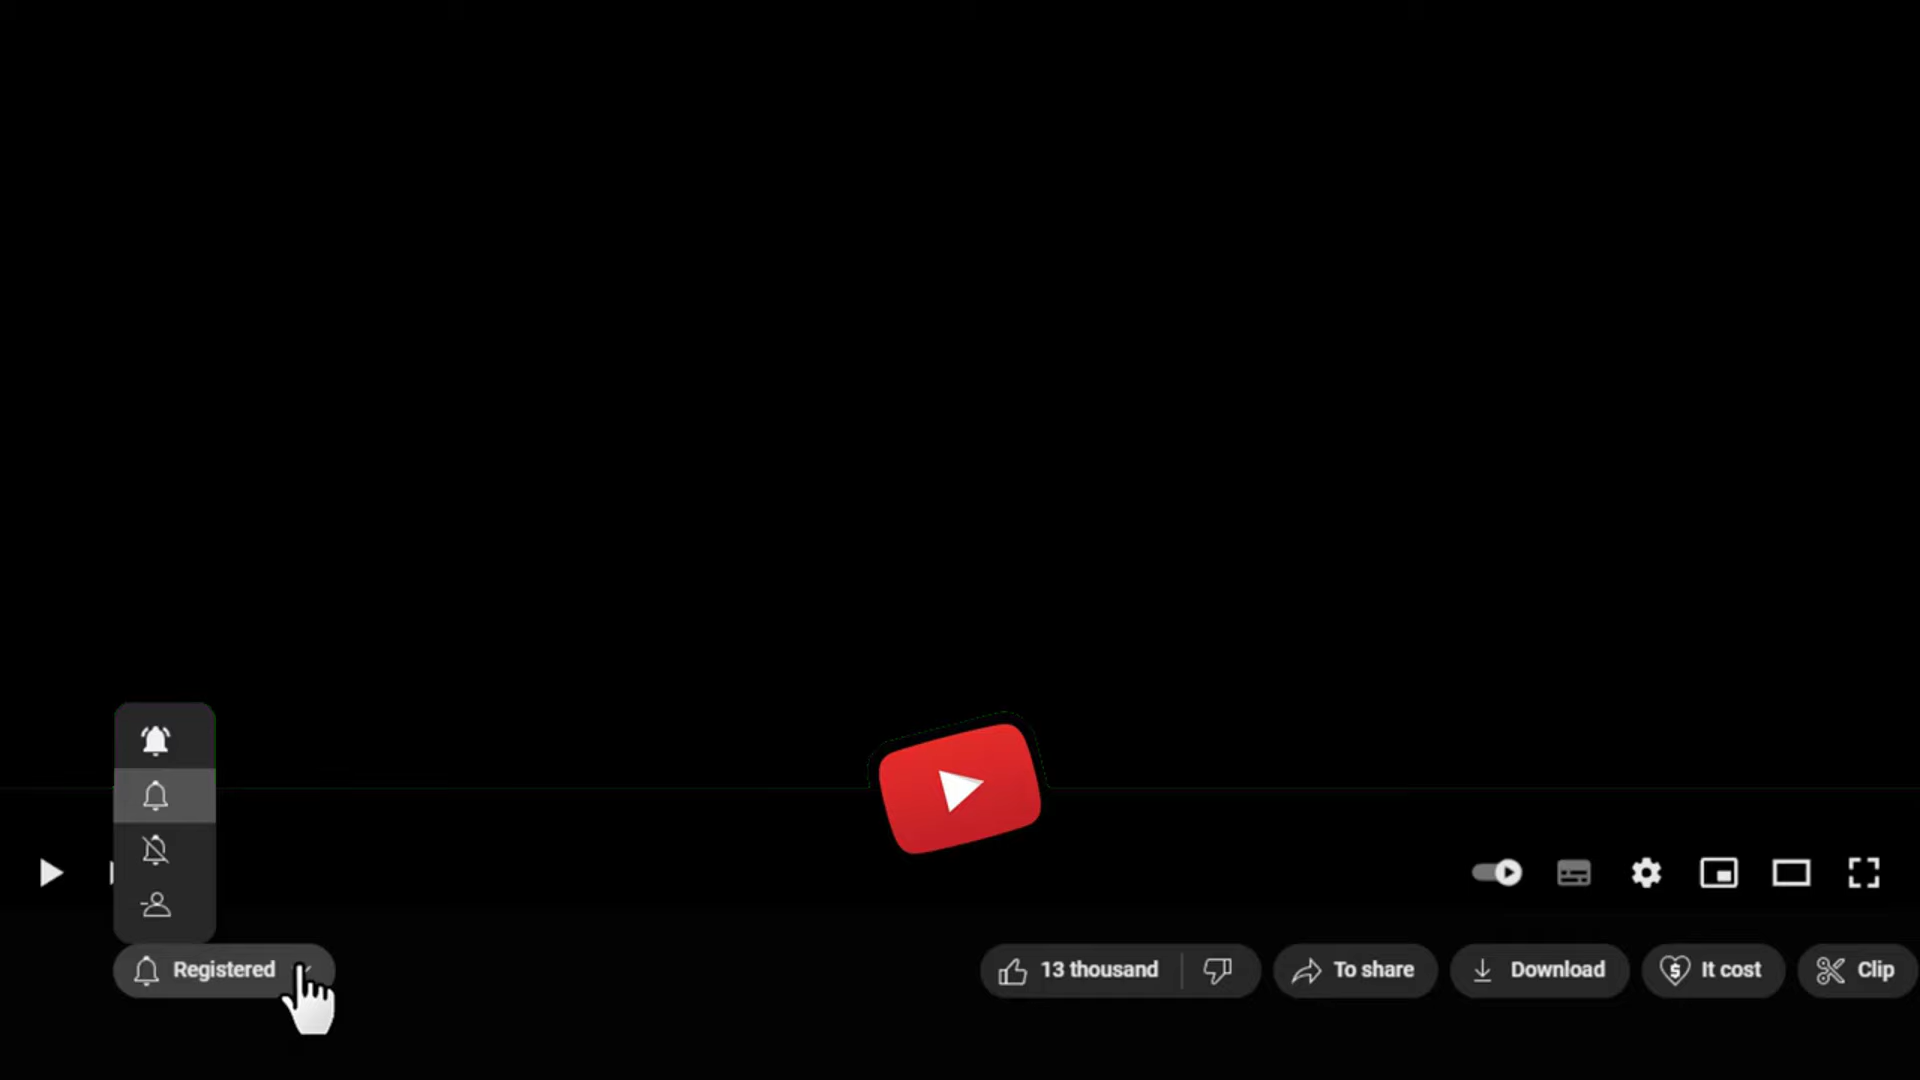 Registered
13 thousand
To share
Download
It cost
Clip